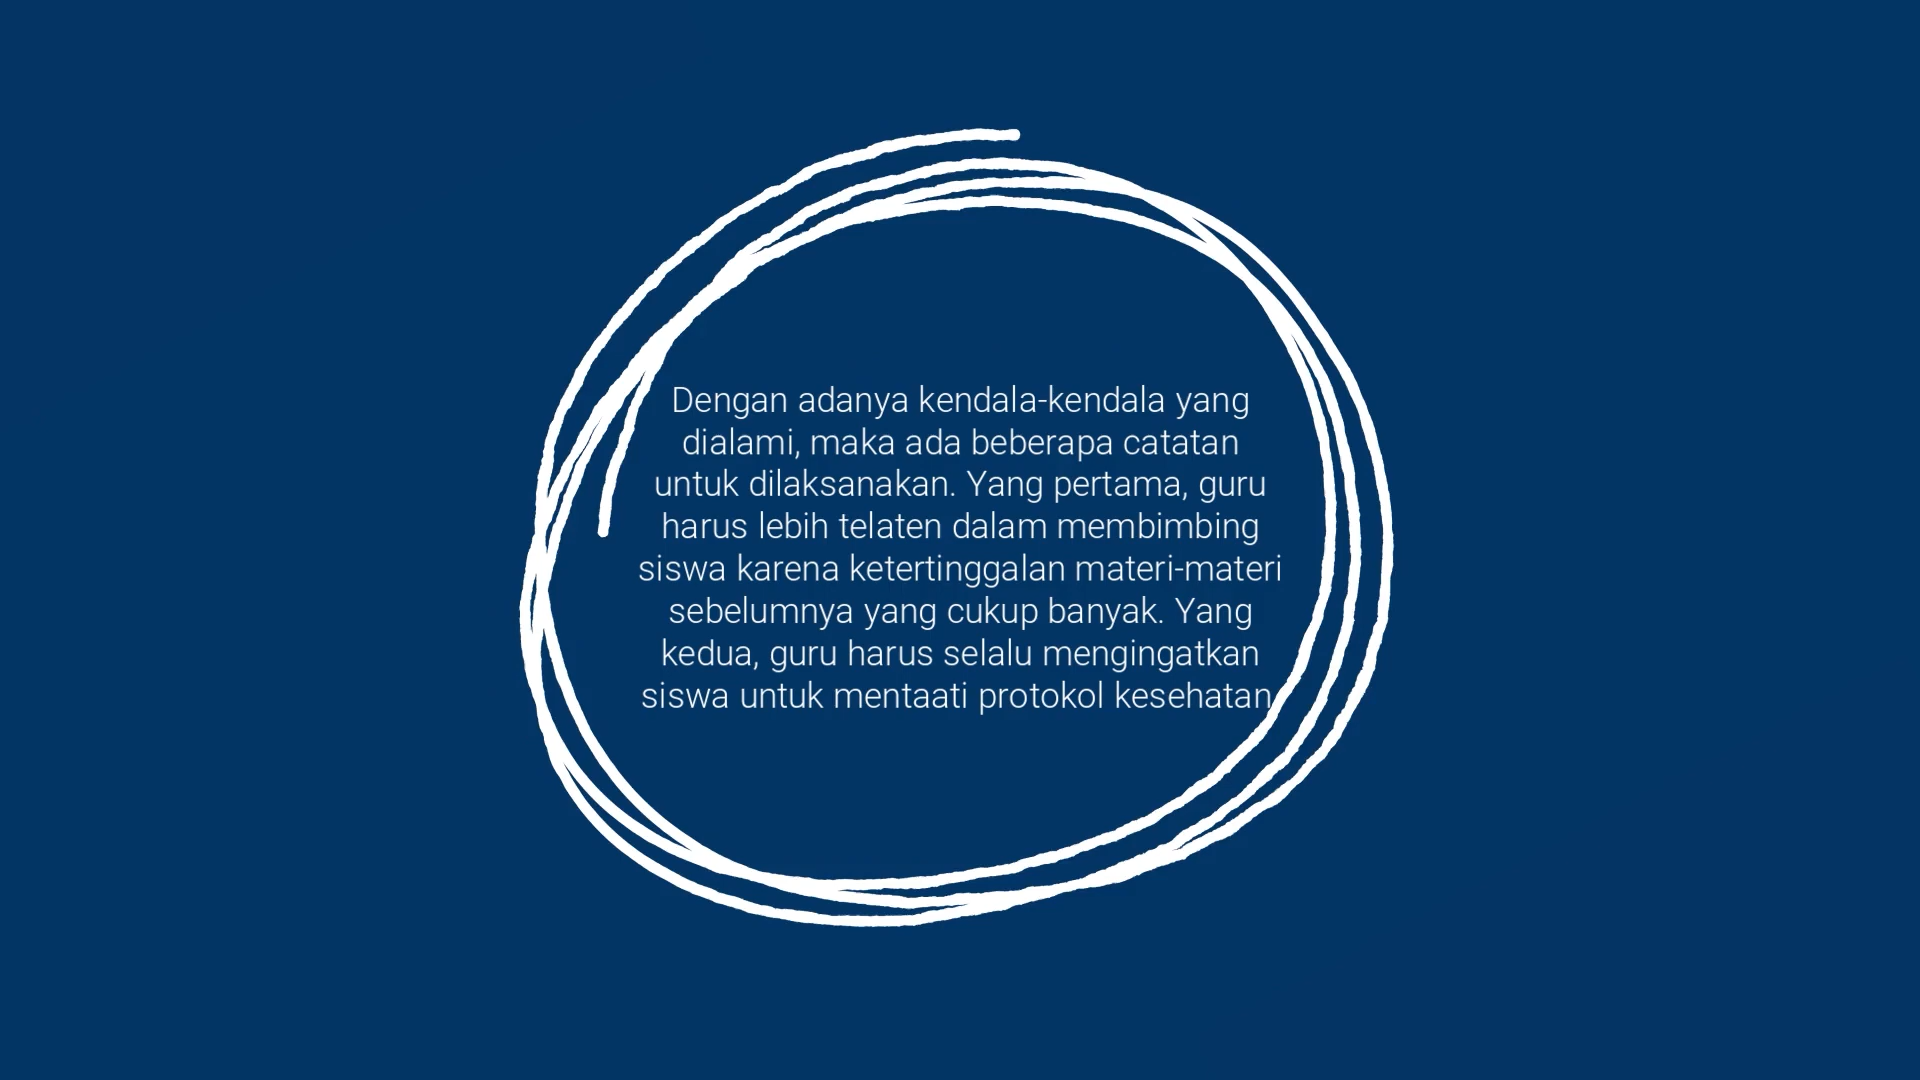 Dengan adanya kendala-kendala yang
dialami, maka ada beberapa catatan
untuk dilaksanakan. Yang pertama, guru
harus lebih telaten dalam membimbing
siswa karena ketertinggalan materi-materi
sebelumnya yang cukup banyak. Yang
kedua, guru harus selalu mengingatkan
siswa untuk mentaati protokol kesehatan.